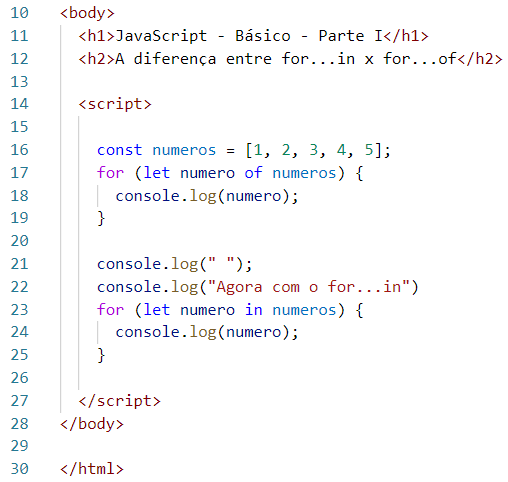 10 <body>
11 <h1>JavaScript - Básico - Parte I</h1>
12 <h2>A diferença entre for...in x for...of</h2>
13
14 <script>
15
16 const numeros = [1, 2, 3, 4, 5];
17 for (let numero of numeros) {
18 console.log(numero);
19 }
20
21 console.log(" ");
22 console.log("Agora com o for...in")
23 for (let numero in numeros) {
24 console.log(numero);
25 }
26
27 </script>
28 </body>
29
30 </html>